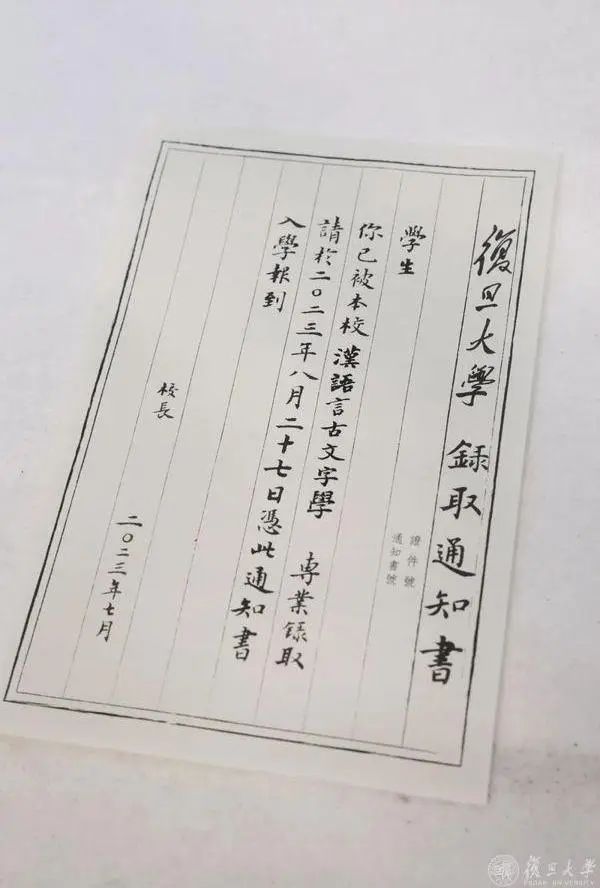 復旦大學 錄取通知書
證件號
通知書號
學生
你已被本校 漢語言古文字學 專業錄取
請於二〇二三年八月二十七日憑此通知書
入學報到
校長
二〇二三年七月
復旦大學
FUDAN UNIVERSITY